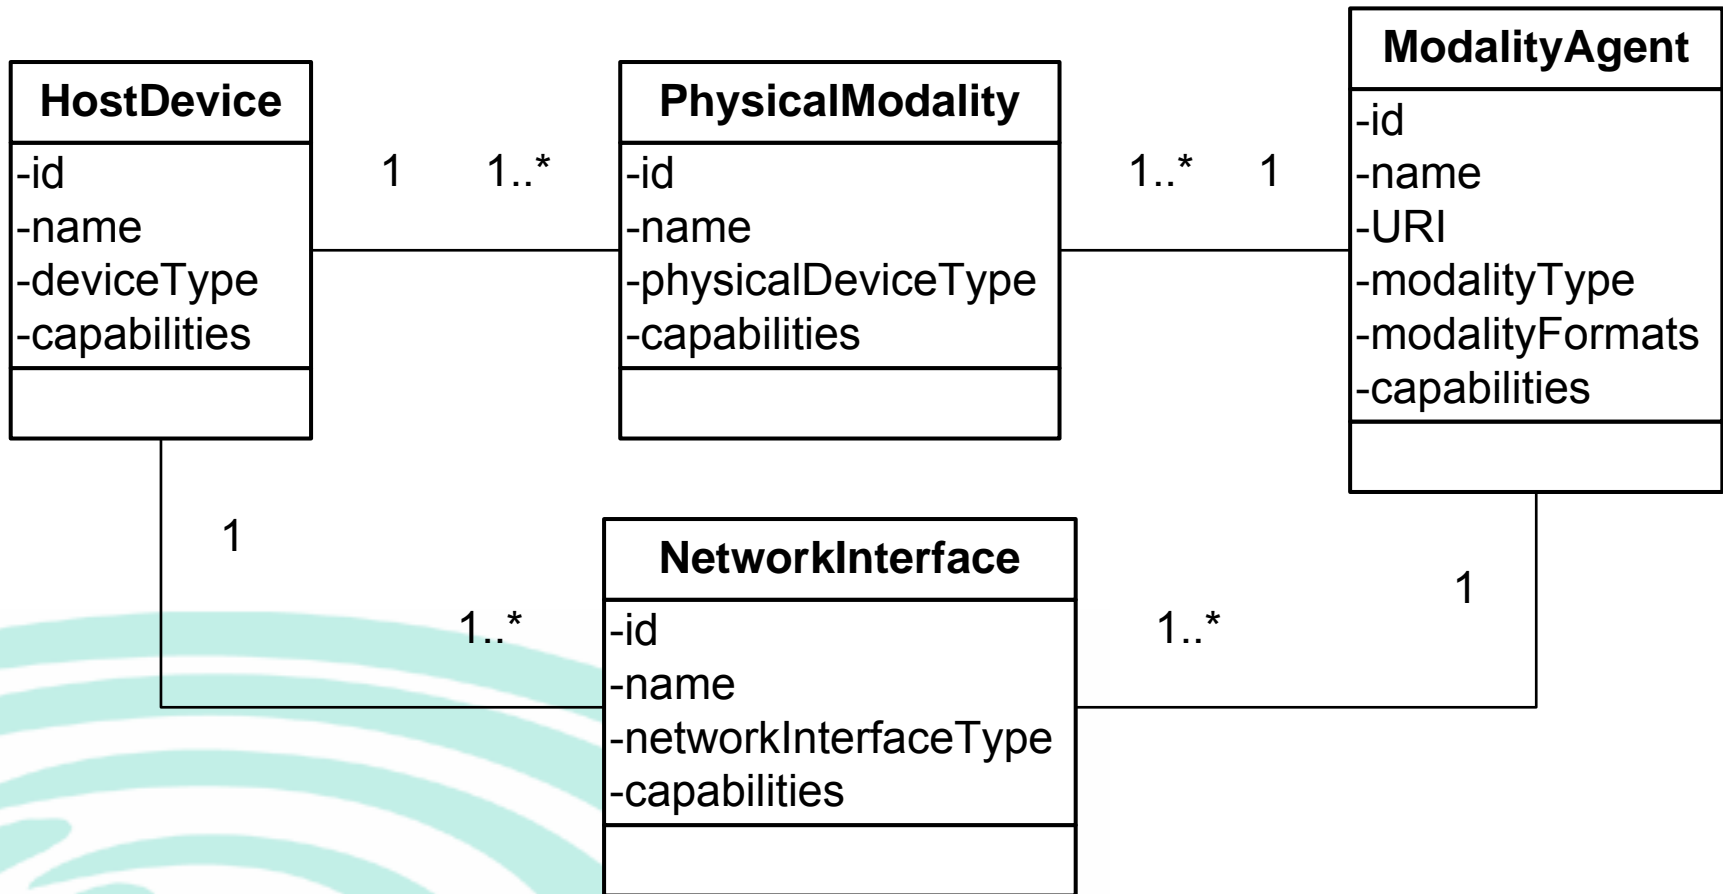 HostDevice
-id
-name
-deviceType
-capabilities
1
1..*
PhysicalModality
-id
-name
-physicalDeviceType
-capabilities
1..*
1
ModalityAgent
-id
-name
-URI
-modalityType
-modalityFormats
-capabilities
1
1..*
NetworkInterface
-id
-name
-networkInterfaceType
-capabilities
1..*
1